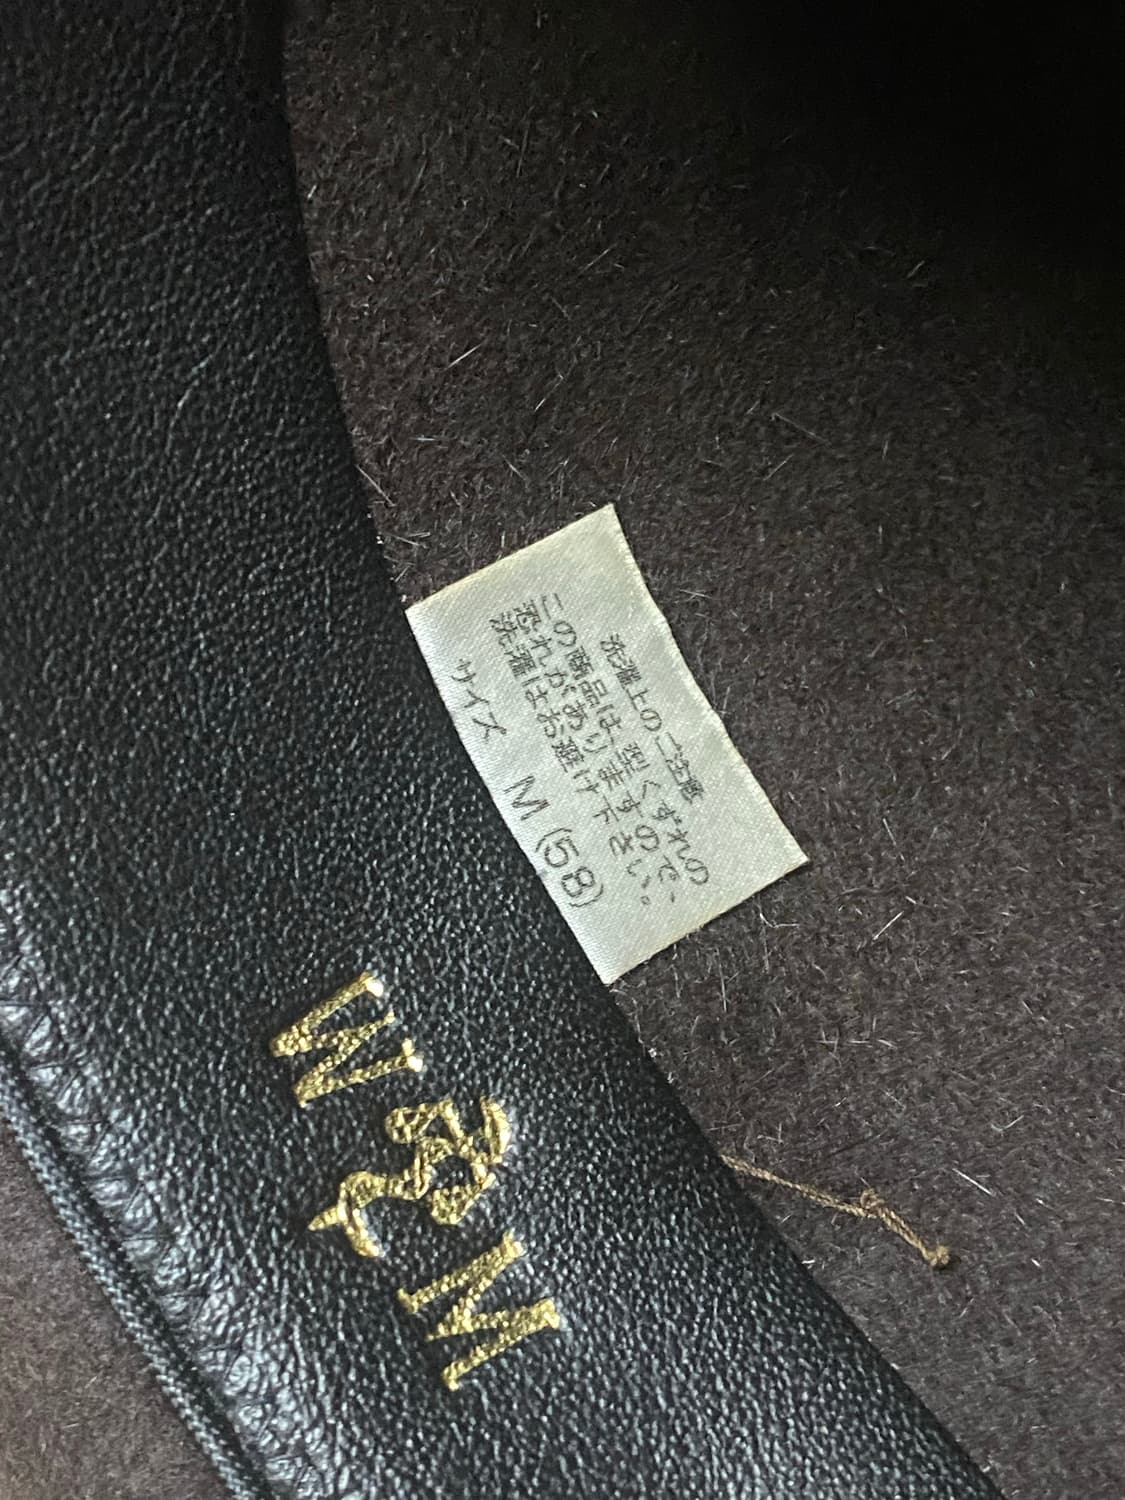 洗濯上のご注意
この商品は型くずれの
恐れがありますので、
洗濯はお避け下さい。
サイズ M (58)
W&M